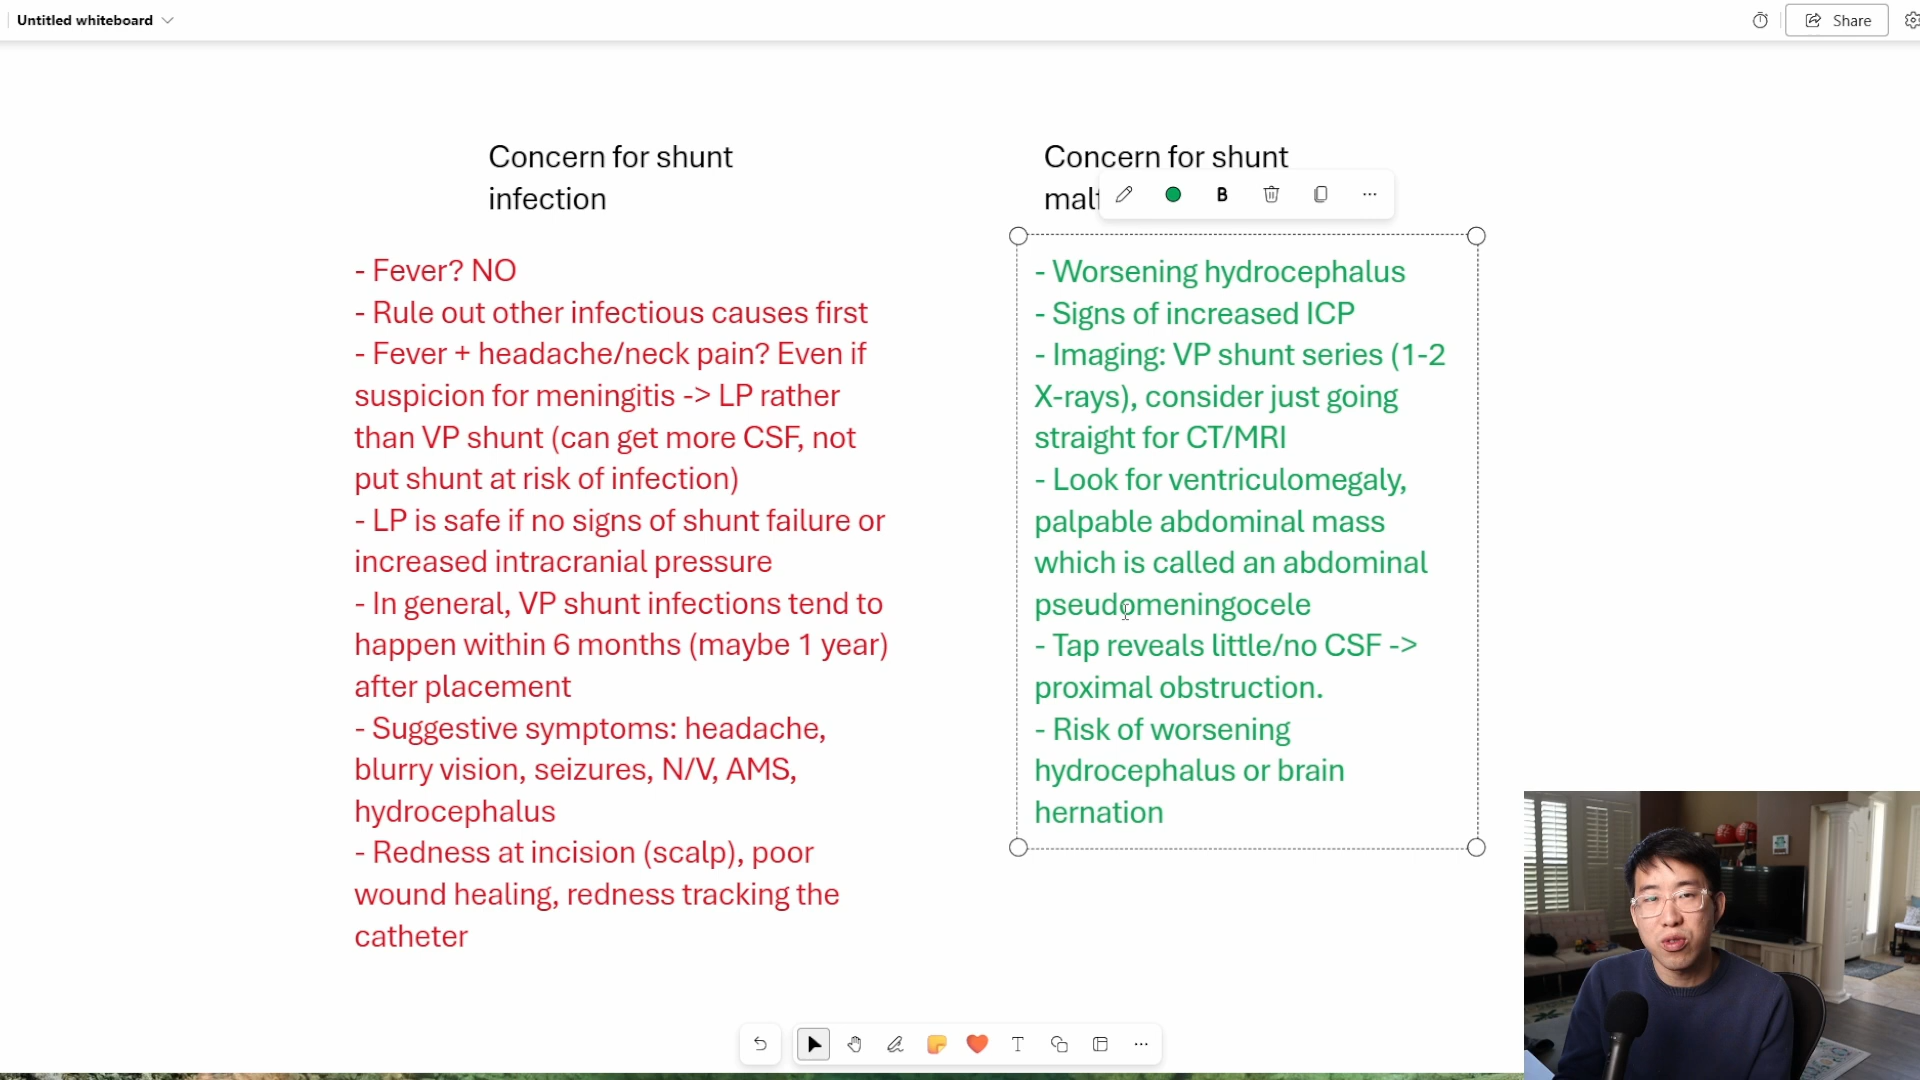 Untitled whiteboard
Share
Concern for shunt
infection
- Fever? NO
- Rule out other infectious causes first
- Fever + headache/neck pain? Even if
suspicion for meningitis -> LP rather
than VP shunt (can get more CSF, not
put shunt at risk of infection)
- LP is safe if no signs of shunt failure or
increased intracranial pressure
- In general, VP shunt infections tend to
happen within 6 months (maybe 1 year)
after placement
- Suggestive symptoms: headache,
blurry vision, seizures, N/V, AMS,
hydrocephalus
- Redness at incision (scalp), poor
wound healing, redness tracking the
catheter
Concern for shunt
B
- Worsening hydrocephalus
- Signs of increased ICP
- Imaging: VP shunt series (1-2
X-rays), consider just going
straight for CT/MRI
- Look for ventriculomegaly,
palpable abdominal mass
which is called an abdominal
pseudomeningocele
- Tap reveals little/no CSF ->
proximal obstruction.
- Risk of worsening
hydrocephalus or brain
hernation